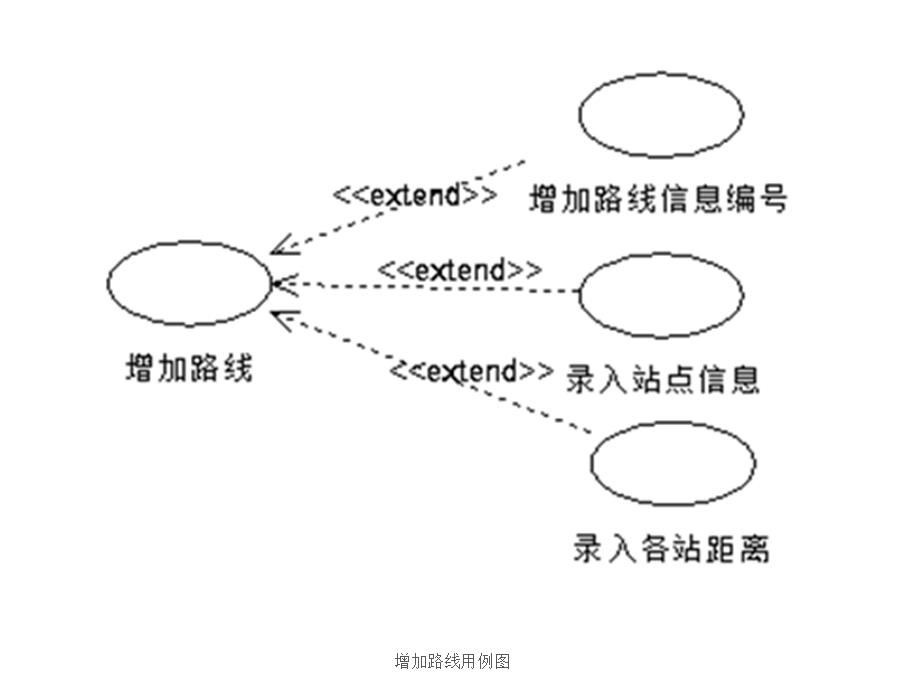 <<extend>>
增加路线信息编号
<<extend>>
增加路线
<<extend>>
录入站点信息
录入各站距离
增加路线用例图